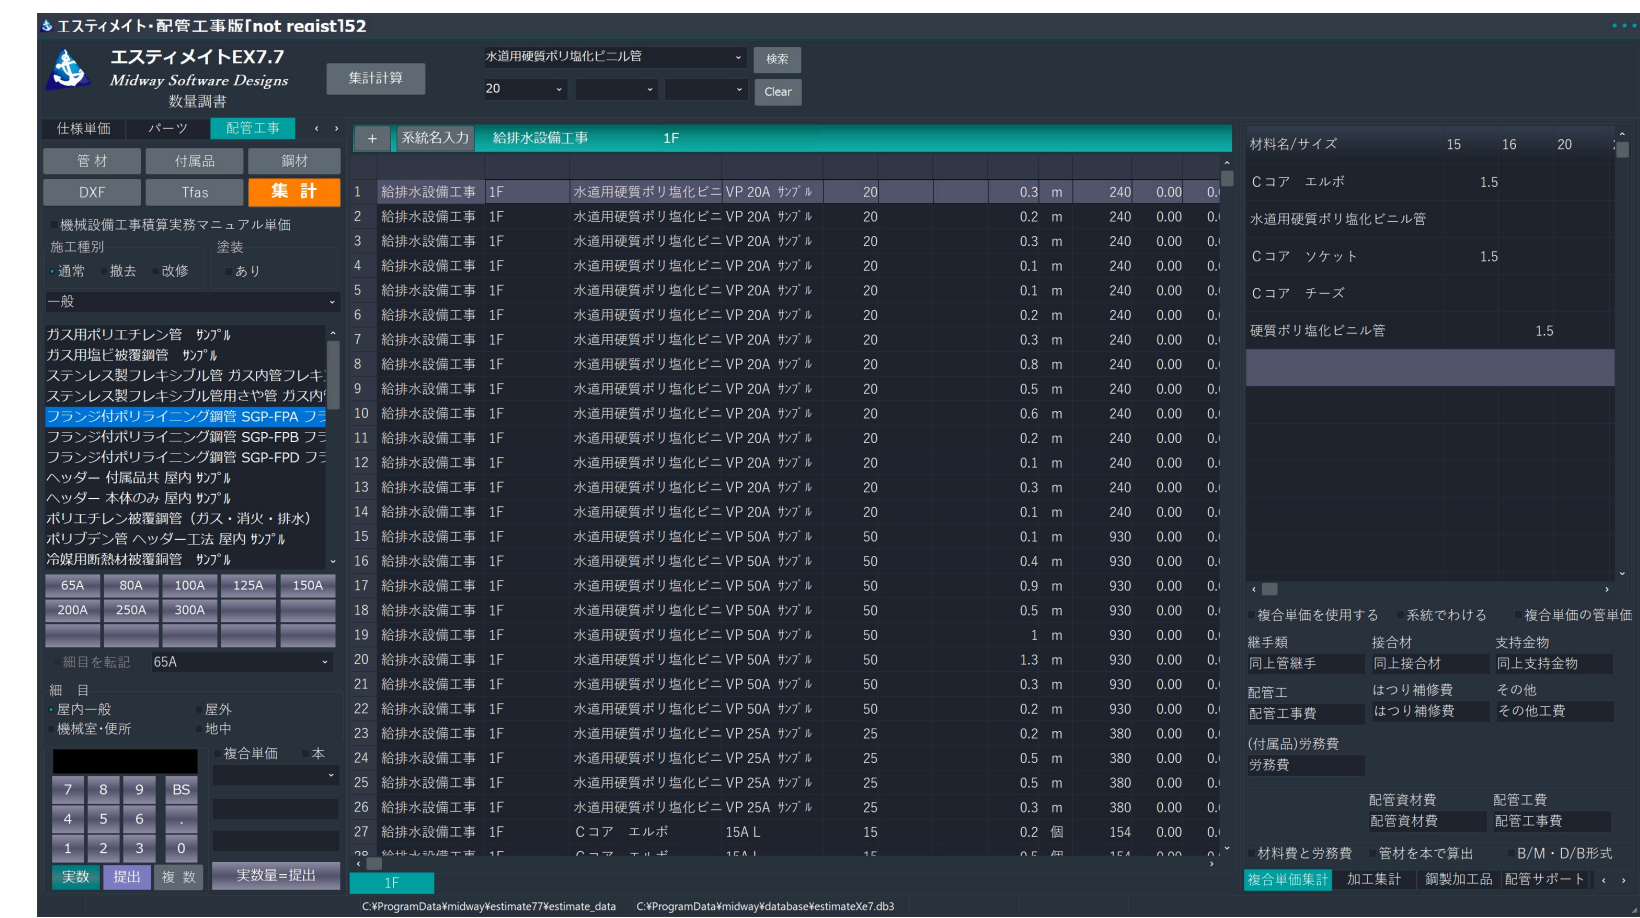 エスティメイト・配管工事版[not regist]52
エスティメイトEX7.7
Midway Software Designs
数量調書
集計計算
水道用硬質ポリ塩化ビニル管
検索
20
Clear
仕様単価 パーツ 配管工事
管 材 付属品 鋼材
DXF Tfas 集 計
機械設備工事積算実務マニュアル単価
施工種別 塗装
通常 撤去 改修 あり
一般
ガス用ポリエチレン管 ｻﾝﾌﾟﾙ
ガス用塩ビ被覆鋼管 ｻﾝﾌﾟﾙ
ステンレス製フレキシブル管 ガス内管フレキ
ステンレス製フレキシブル管用さや管 ガス内
フランジ付ポリライニング鋼管 SGP-FPA フラ
フランジ付ポリライニング鋼管 SGP-FPB フラ
フランジ付ポリライニング鋼管 SGP-FPD フラ
ヘッダー 付属品共 屋内 ｻﾝﾌﾟﾙ
ヘッダー 本体のみ 屋内 ｻﾝﾌﾟﾙ
ポリエチレン被覆鋼管（ガス・消火・排水）
ポリブデン管 ヘッダー工法 屋内 ｻﾝﾌﾟﾙ
冷媒用断熱材被覆銅管 ｻﾝﾌﾟﾙ
65A 80A 100A 125A 150A
200A 250A 300A
細目を転記 65A
細 目
屋内一般 屋外
機械室・便所 地中
複合単価 本
7 8 9 BS
4 5 6 .
1 2 3 0
実数 提出 複 数 実数量=提出
+ 系統名入力 給排水設備工事 1F
1 給排水設備工事 1F 水道用硬質ポリ塩化ビニ VP 20A ｻﾝﾌﾟﾙ 20 0.3 m 240 0.00 0.
2 給排水設備工事 1F 水道用硬質ポリ塩化ビニ VP 20A ｻﾝﾌﾟﾙ 20 0.2 m 240 0.00 0.
3 給排水設備工事 1F 水道用硬質ポリ塩化ビニ VP 20A ｻﾝﾌﾟﾙ 20 0.3 m 240 0.00 0.
4 給排水設備工事 1F 水道用硬質ポリ塩化ビニ VP 20A ｻﾝﾌﾟﾙ 20 0.1 m 240 0.00 0.
5 給排水設備工事 1F 水道用硬質ポリ塩化ビニ VP 20A ｻﾝﾌﾟﾙ 20 0.1 m 240 0.00 0.
6 給排水設備工事 1F 水道用硬質ポリ塩化ビニ VP 20A ｻﾝﾌﾟﾙ 20 0.2 m 240 0.00 0.
7 給排水設備工事 1F 水道用硬質ポリ塩化ビニ VP 20A ｻﾝﾌﾟﾙ 20 0.3 m 240 0.00 0.
8 給排水設備工事 1F 水道用硬質ポリ塩化ビニ VP 20A ｻﾝﾌﾟﾙ 20 0.8 m 240 0.00 0.
9 給排水設備工事 1F 水道用硬質ポリ塩化ビニ VP 20A ｻﾝﾌﾟﾙ 20 0.5 m 240 0.00 0.
10 給排水設備工事 1F 水道用硬質ポリ塩化ビニ VP 20A ｻﾝﾌﾟﾙ 20 0.6 m 240 0.00 0.
11 給排水設備工事 1F 水道用硬質ポリ塩化ビニ VP 20A ｻﾝﾌﾟﾙ 20 0.2 m 240 0.00 0.
12 給排水設備工事 1F 水道用硬質ポリ塩化ビニ VP 20A ｻﾝﾌﾟﾙ 20 0.1 m 240 0.00 0.
13 給排水設備工事 1F 水道用硬質ポリ塩化ビニ VP 20A ｻﾝﾌﾟﾙ 20 0.3 m 240 0.00 0.
14 給排水設備工事 1F 水道用硬質ポリ塩化ビニ VP 20A ｻﾝﾌﾟﾙ 20 0.1 m 240 0.00 0.
15 給排水設備工事 1F 水道用硬質ポリ塩化ビニ VP 50A ｻﾝﾌﾟﾙ 50 0.1 m 930 0.00 0.
16 給排水設備工事 1F 水道用硬質ポリ塩化ビニ VP 50A ｻﾝﾌﾟﾙ 50 0.4 m 930 0.00 0.
17 給排水設備工事 1F 水道用硬質ポリ塩化ビニ VP 50A ｻﾝﾌﾟﾙ 50 0.9 m 930 0.00 0.
18 給排水設備工事 1F 水道用硬質ポリ塩化ビニ VP 50A ｻﾝﾌﾟﾙ 50 0.5 m 930 0.00 0.
19 給排水設備工事 1F 水道用硬質ポリ塩化ビニ VP 50A ｻﾝﾌﾟﾙ 50 1 m 930 0.00 0.
20 給排水設備工事 1F 水道用硬質ポリ塩化ビニ VP 50A ｻﾝﾌﾟﾙ 50 1.3 m 930 0.00 0.
21 給排水設備工事 1F 水道用硬質ポリ塩化ビニ VP 50A ｻﾝﾌﾟﾙ 50 0.3 m 930 0.00 0.
22 給排水設備工事 1F 水道用硬質ポリ塩化ビニ VP 50A ｻﾝﾌﾟﾙ 50 0.2 m 930 0.00 0.
23 給排水設備工事 1F 水道用硬質ポリ塩化ビニ VP 25A ｻﾝﾌﾟﾙ 25 0.2 m 380 0.00 0.
24 給排水設備工事 1F 水道用硬質ポリ塩化ビニ VP 25A ｻﾝﾌﾟﾙ 25 0.5 m 380 0.00 0.
25 給排水設備工事 1F 水道用硬質ポリ塩化ビニ VP 25A ｻﾝﾌﾟﾙ 25 0.5 m 380 0.00 0.
26 給排水設備工事 1F 水道用硬質ポリ塩化ビニ VP 25A ｻﾝﾌﾟﾙ 25 0.3 m 380 0.00 0.
27 給排水設備工事 1F Cコア エルボ 15A L 15 0.2 個 154 0.00 0.
28 給排水設備工事 1F Cコア エルボ 15A L 15 0.5 個 154 0.00 0.
1F
材料名/サイズ 15 16 20
Cコア エルボ 1.5
水道用硬質ポリ塩化ビニル管
Cコア ソケット 1.5
Cコア チーズ
硬質ポリ塩化ビニル管 1.5
複合単価を使用する 系統でわける 複合単価の管単価
継手類 接合材 支持金物
同上管継手 同上接合材 同上支持金物
配管工 はつり補修費 その他
配管工事費 はつり補修費 その他工費
(付属品)労務費
労務費
配管資材費 配管工費
配管資材費 配管工事費
材料費と労務費 管材を本で算出 B/M・D/B形式
複合単価集計 加工集計 鋼製加工品 配管サポート
C:¥ProgramData¥midway¥estimate77¥estimate_data C:¥ProgramData¥midway¥database¥estimateXe7.db3